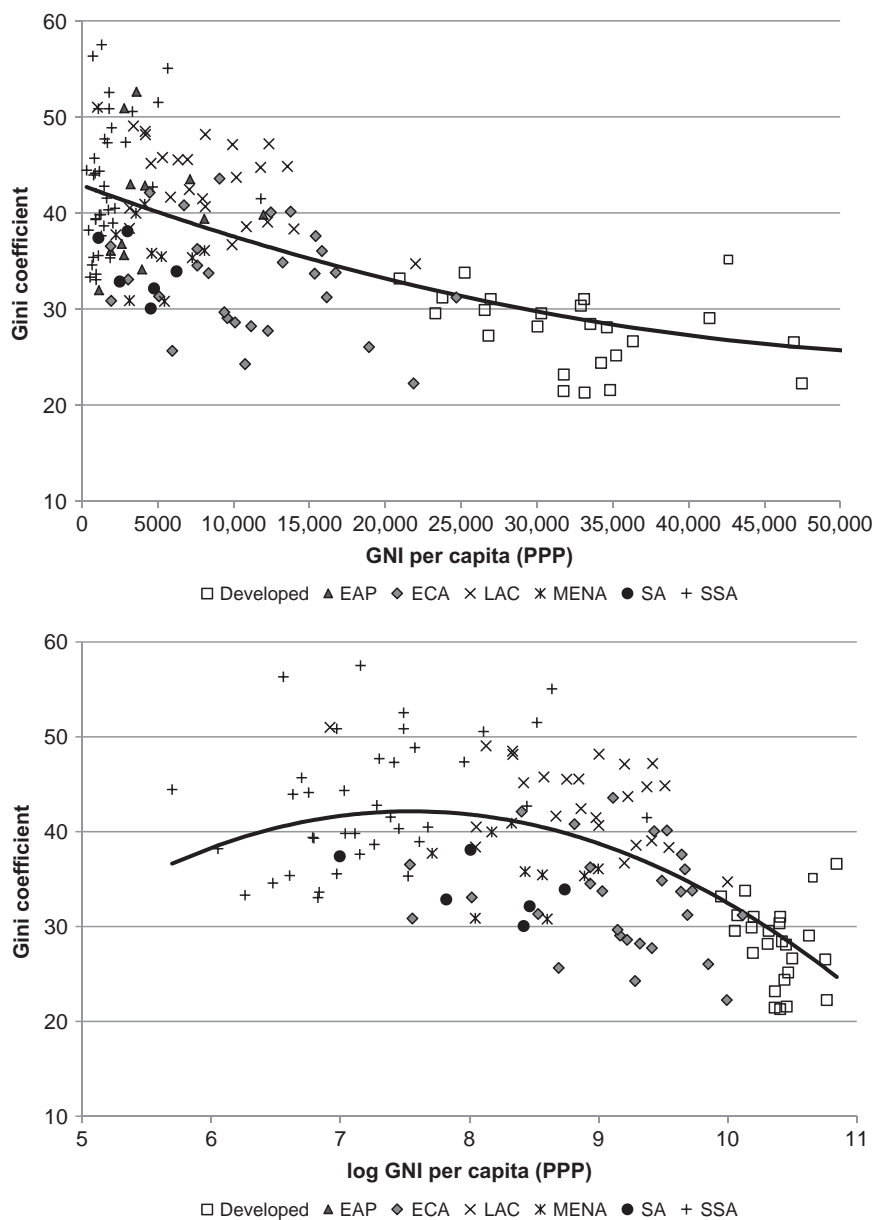 60
50
40
30
20
10
Gini coefficient
0 5000 10,000 15,000 20,000 25,000 30,000 35,000 40,000 45,000 50,000
GNI per capita (PPP)
Developed EAP ECA LAC MENA SA SSA
60
50
40
30
20
10
Gini coefficient
5 6 7 8 9 10 11
log GNI per capita (PPP)
Developed EAP ECA LAC MENA SA SSA